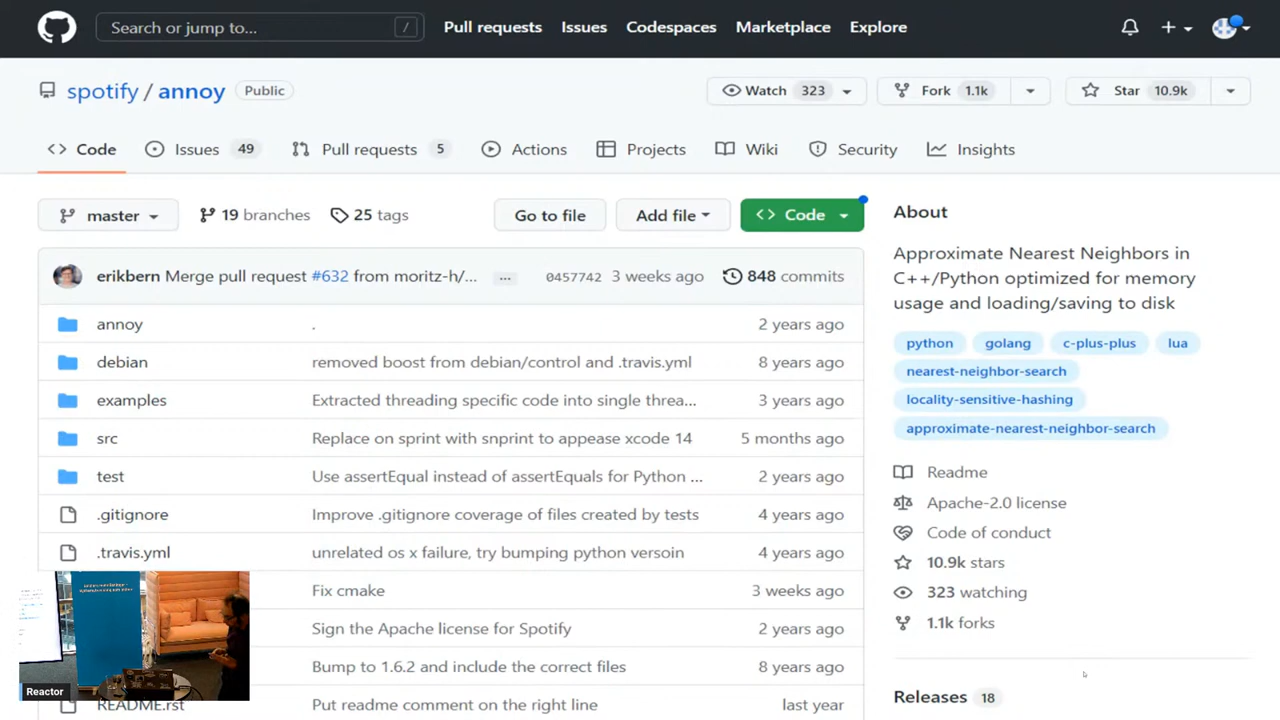 Search or jump to... /
Pull requests Issues Codespaces Marketplace Explore
spotify / annoy Public
Watch 323 Fork 1.1k Star 10.9k
Code Issues 49 Pull requests 5 Actions Projects Wiki Security Insights
master 19 branches 25 tags Go to file Add file Code
erikbern Merge pull request #632 from moritz-h/... ... 0457742 3 weeks ago 848 commits
annoy . 2 years ago
debian removed boost from debian/control and .travis.yml 8 years ago
examples Extracted threading specific code into single threa... 3 years ago
src Replace on sprint with snprint to appease xcode 14 5 months ago
test Use assertEqual instead of assertEquals for Python ... 2 years ago
.gitignore Improve .gitignore coverage of files created by tests 4 years ago
.travis.yml unrelated os x failure, try bumping python versoin 4 years ago
Fix cmake 3 weeks ago
Sign the Apache license for Spotify 2 years ago
Bump to 1.6.2 and include the correct files 8 years ago
README.rst Put readme comment on the right line last year
About
Approximate Nearest Neighbors in
C++/Python optimized for memory
usage and loading/saving to disk
python golang c-plus-plus lua
nearest-neighbor-search
locality-sensitive-hashing
approximate-nearest-neighbor-search
Readme
Apache-2.0 license
Code of conduct
10.9k stars
323 watching
1.1k forks
Releases 18
Reactor